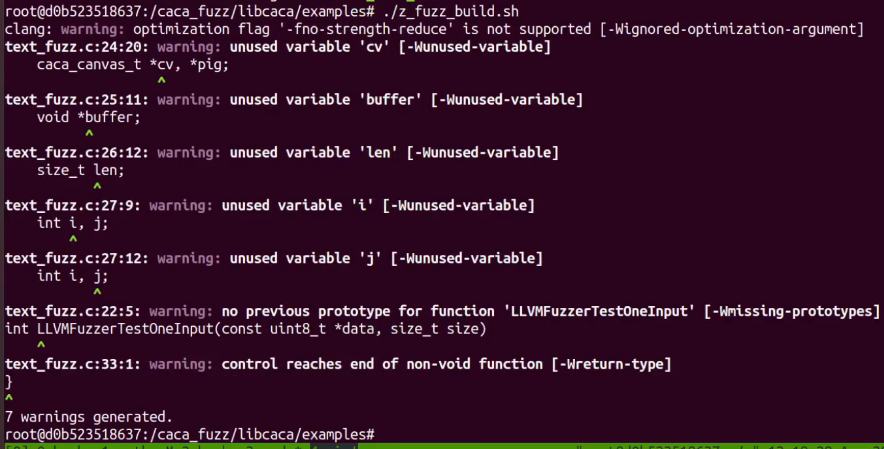 root@d0b523518637:/caca_fuzz/libcaca/examples# ./z_fuzz_build.sh
clang: warning: optimization flag '-fno-strength-reduce' is not supported [-Wignored-optimization-argument]
text_fuzz.c:24:20: warning: unused variable 'cv' [-Wunused-variable]
    caca_canvas_t *cv, *pig;
                   ^
text_fuzz.c:25:11: warning: unused variable 'buffer' [-Wunused-variable]
    void *buffer;
          ^
text_fuzz.c:26:12: warning: unused variable 'len' [-Wunused-variable]
    size_t len;
           ^
text_fuzz.c:27:9: warning: unused variable 'i' [-Wunused-variable]
    int i, j;
        ^
text_fuzz.c:27:12: warning: unused variable 'j' [-Wunused-variable]
    int i, j;
           ^
text_fuzz.c:22:5: warning: no previous prototype for function 'LLVMFuzzerTestOneInput' [-Wmissing-prototypes]
int LLVMFuzzerTestOneInput(const uint8_t *data, size_t size)
    ^
text_fuzz.c:33:1: warning: control reaches end of non-void function [-Wreturn-type]
}
^
7 warnings generated.
root@d0b523518637:/caca_fuzz/libcaca/examples#